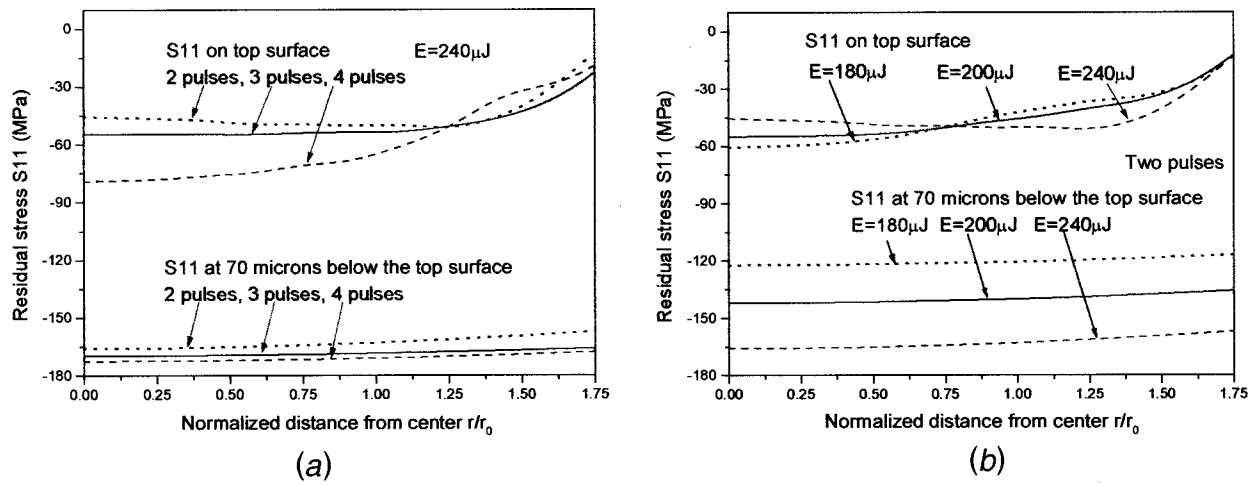 0
-30
-60
-90
-120
-150
-180
Residual stress S11 (MPa)
S11 on top surface
E=240μJ
2 pulses, 3 pulses, 4 pulses
S11 at 70 microns below the top surface
2 pulses, 3 pulses, 4 pulses
0.00 0.25 0.50 0.75 1.00 1.25 1.50 1.75
Normalized distance from center r/r0
(a)
0
-30
-60
-90
-120
-150
-180
Residual stress S11 (MPa)
S11 on top surface
E=180μJ E=200μJ E=240μJ
Two pulses
S11 at 70 microns below the top surface
E=180μJ E=200μJ E=240μJ
0.00 0.25 0.50 0.75 1.00 1.25 1.50 1.75
Normalized distance from center r/r0
(b)